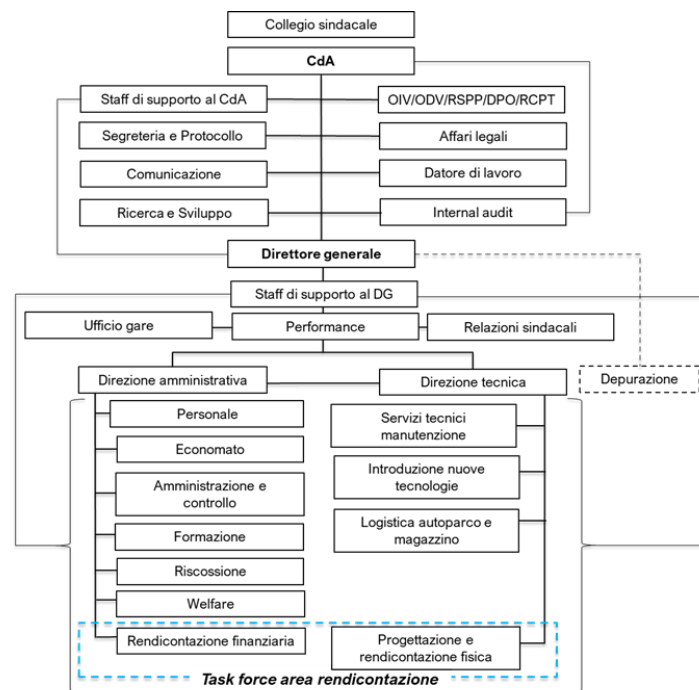 Collegio sindacale
CdA
Staff di supporto al CdA
OIV/ODV/RSPP/DPO/RCPT
Segreteria e Protocollo
Affari legali
Comunicazione
Datore di lavoro
Ricerca e Sviluppo
Internal audit
Direttore generale
Staff di supporto al DG
Ufficio gare
Performance
Relazioni sindacali
Direzione amministrativa
Direzione tecnica
Depurazione
Personale
Servizi tecnici
manutenzione
Economato
Introduzione nuove
tecnologie
Amministrazione e
controllo
Logistica autoparco e
magazzino
Formazione
Riscossione
Welfare
Rendicontazione finanziaria
Progettazione e
rendicontazione fisica
Task force area rendicontazione